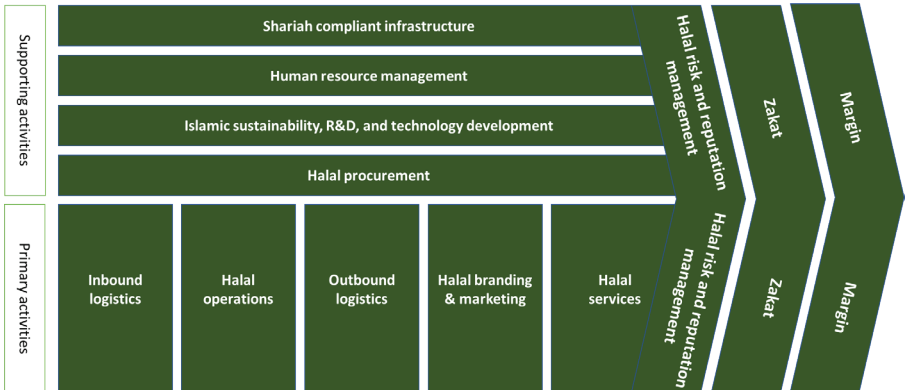 Supporting activities
Shariah compliant infrastructure
Human resource management
Islamic sustainability, R&D, and technology development
Halal procurement
Halal risk and reputation
management
Zakat
Margin
Primary activities
Inbound
logistics
Halal
operations
Outbound
logistics
Halal branding
& marketing
Halal
services
Halal risk and reputation
management
Zakat
Margin